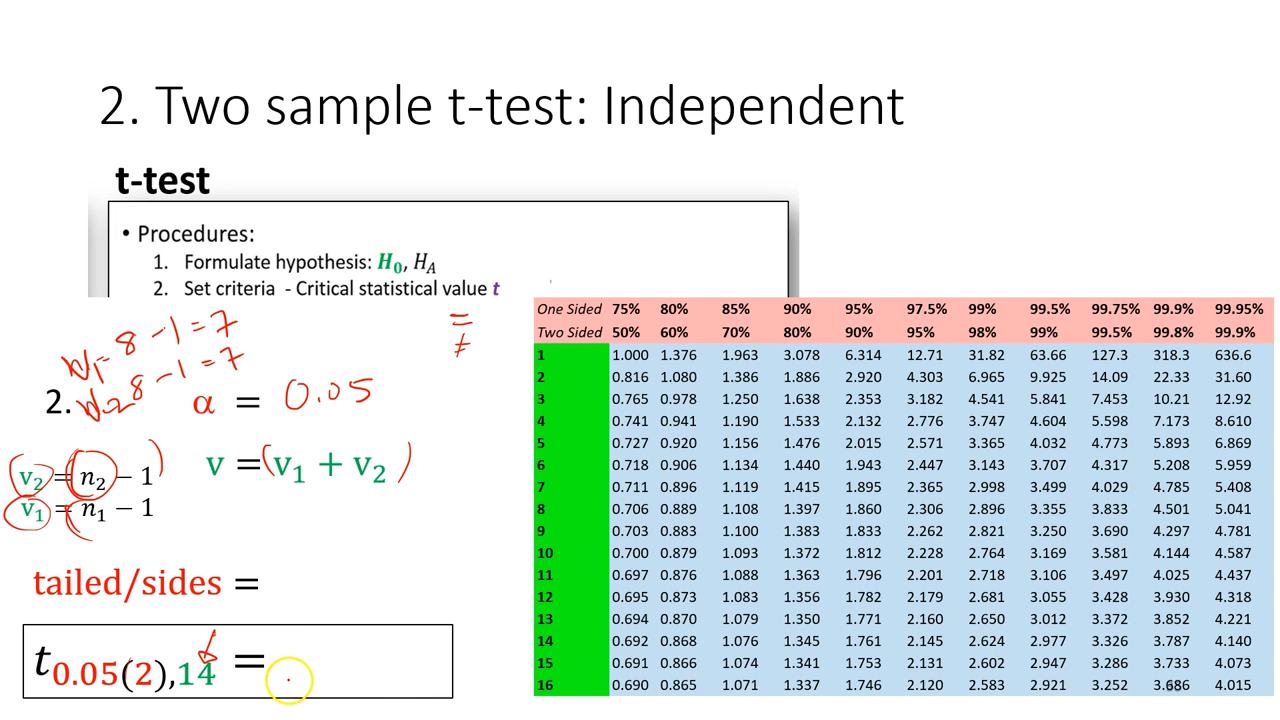 2. Two sample t-test: Independent
t-test
• Procedures:
1. Formulate hypothesis: H₀, H_A
2. Set criteria - Critical statistical value t
=
≠
8 - 1 = 7
8 - 1 = 7
2. α = 0.05
v = (v₁ + v₂)
v₂ = n₂ − 1
v₁ = n₁ − 1
tailed/sides =
t 0.05(2),14 =
One Sided 75% 80% 85% 90% 95% 97.5% 99% 99.5% 99.75% 99.9% 99.95%
Two Sided 50% 60% 70% 80% 90% 95% 98% 99% 99.5% 99.8% 99.9%
1 1.000 1.376 1.963 3.078 6.314 12.71 31.82 63.66 127.3 318.3 636.6
2 0.816 1.080 1.386 1.886 2.920 4.303 6.965 9.925 14.09 22.33 31.60
3 0.765 0.978 1.250 1.638 2.353 3.182 4.541 5.841 7.453 10.21 12.92
4 0.741 0.941 1.190 1.533 2.132 2.776 3.747 4.604 5.598 7.173 8.610
5 0.727 0.920 1.156 1.476 2.015 2.571 3.365 4.032 4.773 5.893 6.869
6 0.718 0.906 1.134 1.440 1.943 2.447 3.143 3.707 4.317 5.208 5.959
7 0.711 0.896 1.119 1.415 1.895 2.365 2.998 3.499 4.029 4.785 5.408
8 0.706 0.889 1.108 1.397 1.860 2.306 2.896 3.355 3.833 4.501 5.041
9 0.703 0.883 1.100 1.383 1.833 2.262 2.821 3.250 3.690 4.297 4.781
10 0.700 0.879 1.093 1.372 1.812 2.228 2.764 3.169 3.581 4.144 4.587
11 0.697 0.876 1.088 1.363 1.796 2.201 2.718 3.106 3.497 4.025 4.437
12 0.695 0.873 1.083 1.356 1.782 2.179 2.681 3.055 3.428 3.930 4.318
13 0.694 0.870 1.079 1.350 1.771 2.160 2.650 3.012 3.372 3.852 4.221
14 0.692 0.868 1.076 1.345 1.761 2.145 2.624 2.977 3.326 3.787 4.140
15 0.691 0.866 1.074 1.341 1.753 2.131 2.602 2.947 3.286 3.733 4.073
16 0.690 0.865 1.071 1.337 1.746 2.120 2.583 2.921 3.252 3.686 4.015